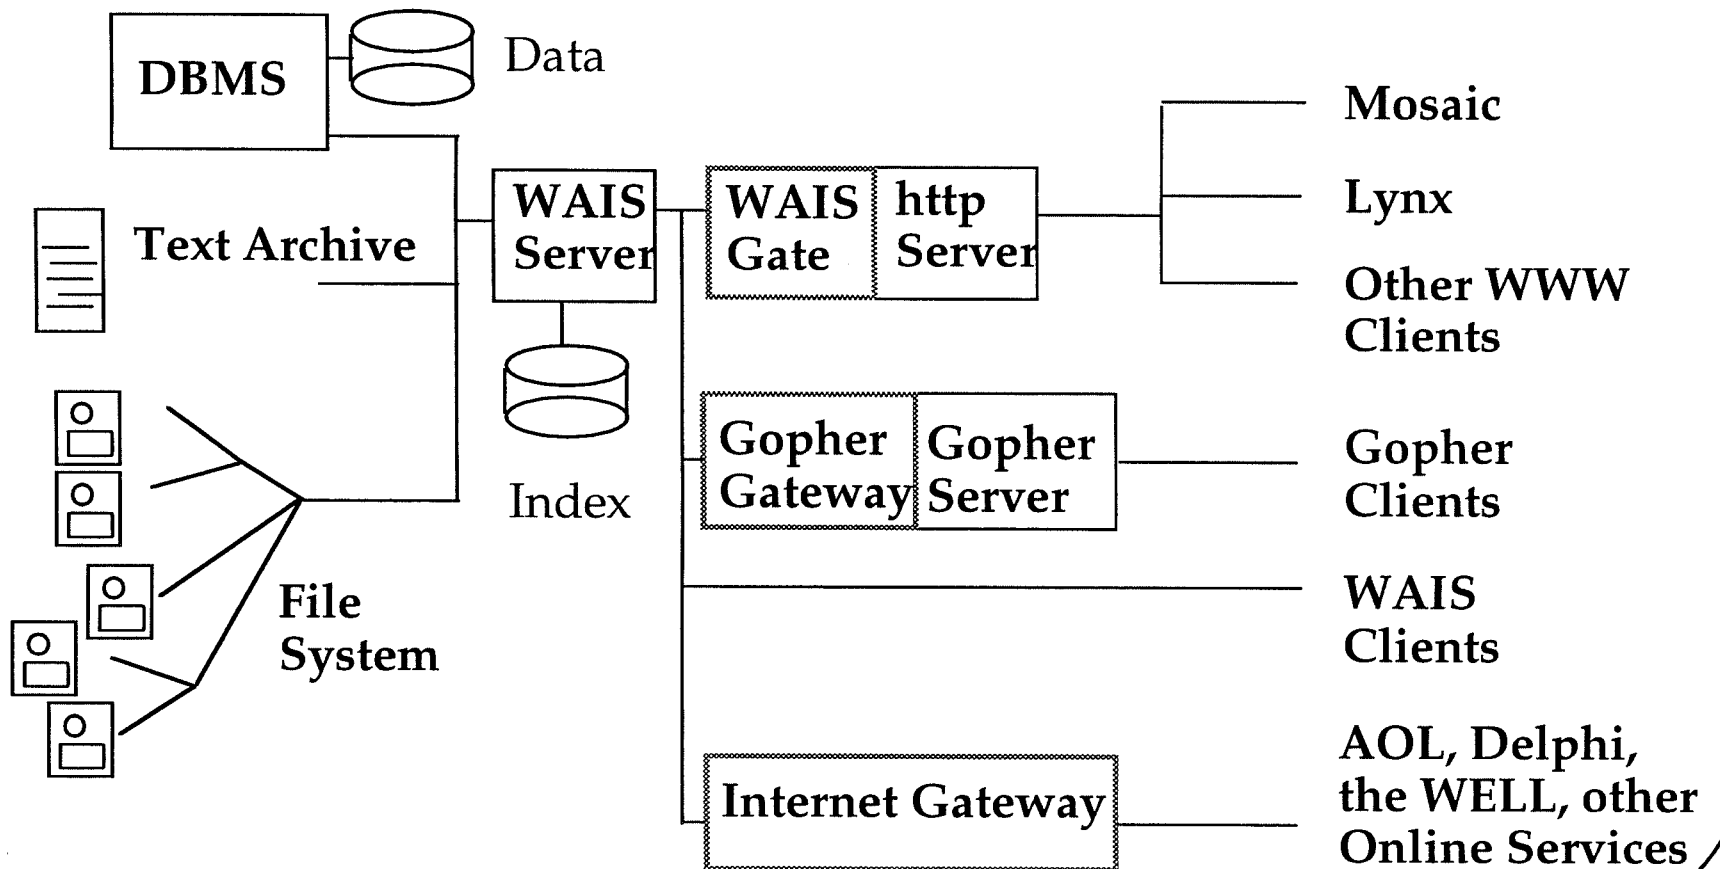 DBMS
Data
Text Archive
WAIS
Server
Index
File
System
WAIS
Gate
http
Server
Gopher
Gateway
Gopher
Server
Internet Gateway
Mosaic
Lynx
Other WWW
Clients
Gopher
Clients
WAIS
Clients
AOL, Delphi,
the WELL, other
Online Services /